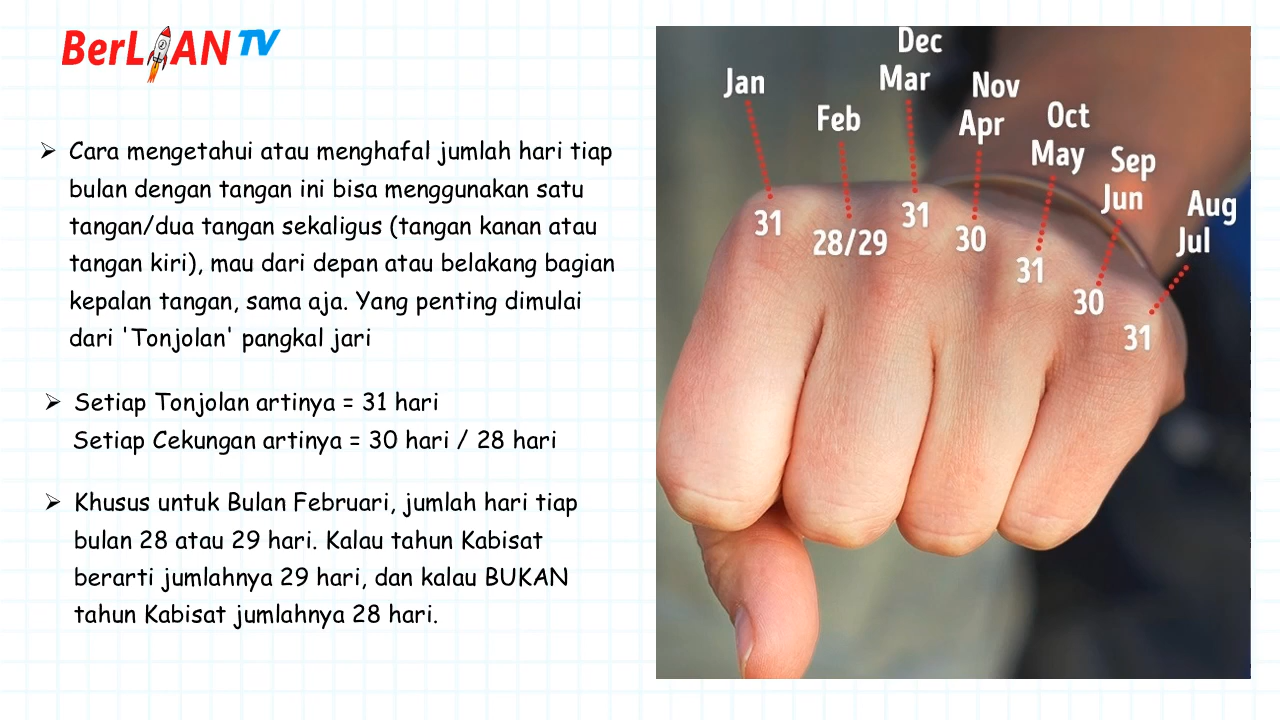 BerLIAN TV
➢ Cara mengetahui atau menghafal jumlah hari tiap
bulan dengan tangan ini bisa menggunakan satu
tangan/dua tangan sekaligus (tangan kanan atau
tangan kiri), mau dari depan atau belakang bagian
kepalan tangan, sama aja. Yang penting dimulai
dari 'Tonjolan' pangkal jari
➢ Setiap Tonjolan artinya = 31 hari
Setiap Cekungan artinya = 30 hari / 28 hari
➢ Khusus untuk Bulan Februari, jumlah hari tiap
bulan 28 atau 29 hari. Kalau tahun Kabisat
berarti jumlahnya 29 hari, dan kalau BUKAN
tahun Kabisat jumlahnya 28 hari.
Jan
Feb
Dec
Mar
Nov
Apr
Oct
May
Sep
Jun
Aug
Jul
31
28/29
31
30
31
30
31